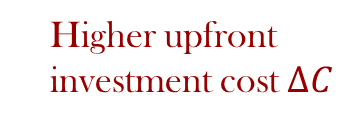 Higher upfront
investment cost Δ𝐶